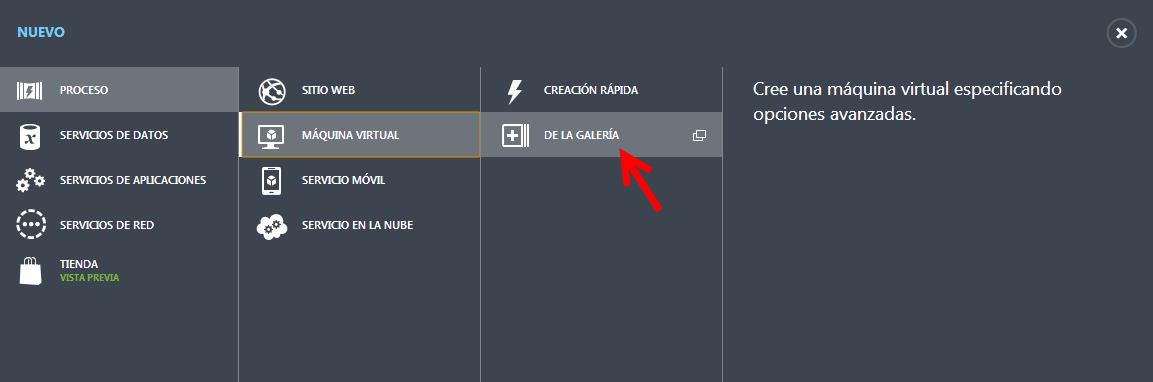 NUEVO
PROCESO
SERVICIOS DE DATOS
SERVICIOS DE APLICACIONES
SERVICIOS DE RED
TIENDA
VISTA PREVIA
SITIO WEB
MÁQUINA VIRTUAL
SERVICIO MÓVIL
SERVICIO EN LA NUBE
CREACIÓN RÁPIDA
DE LA GALERÍA
Cree una máquina virtual especificando
opciones avanzadas.